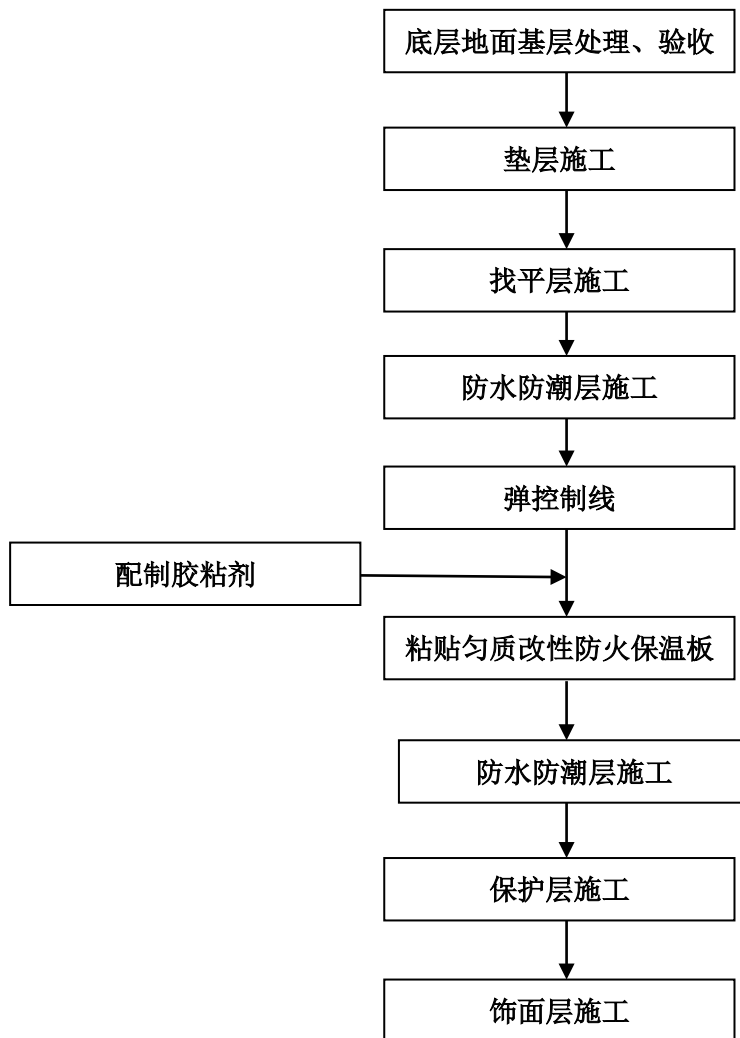 底层地面基层处理、验收
垫层施工
找平层施工
防水防潮层施工
弹控制线
配制胶粘剂
粘贴匀质改性防火保温板
防水防潮层施工
保护层施工
饰面层施工